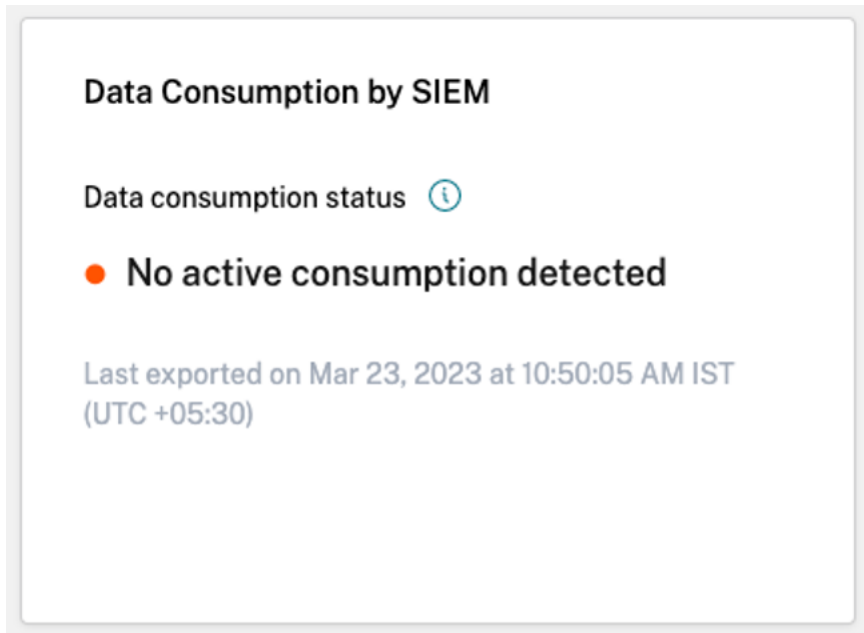 Data Consumption by SIEM
Data consumption status
No active consumption detected
Last exported on Mar 23, 2023 at 10:50:05 AM IST
(UTC +05:30)